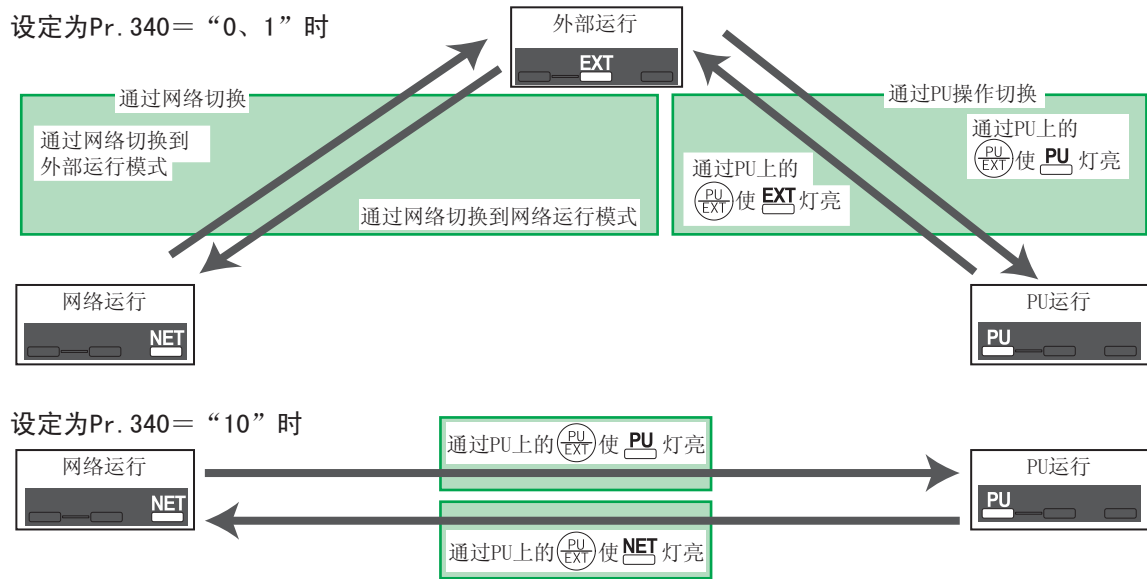 设定为Pr.340＝“0、1”时
外部运行
EXT
通过网络切换
通过网络切换到
外部运行模式
通过网络切换到网络运行模式
通过PU操作切换
通过PU上的
PU
EXT
使 PU 灯亮
通过PU上的
PU
EXT
使 EXT 灯亮
网络运行
NET
PU运行
PU
设定为Pr.340＝“10”时
网络运行
NET
通过PU上的 PU/EXT 使 PU 灯亮
通过PU上的 PU/EXT 使 NET 灯亮
PU运行
PU